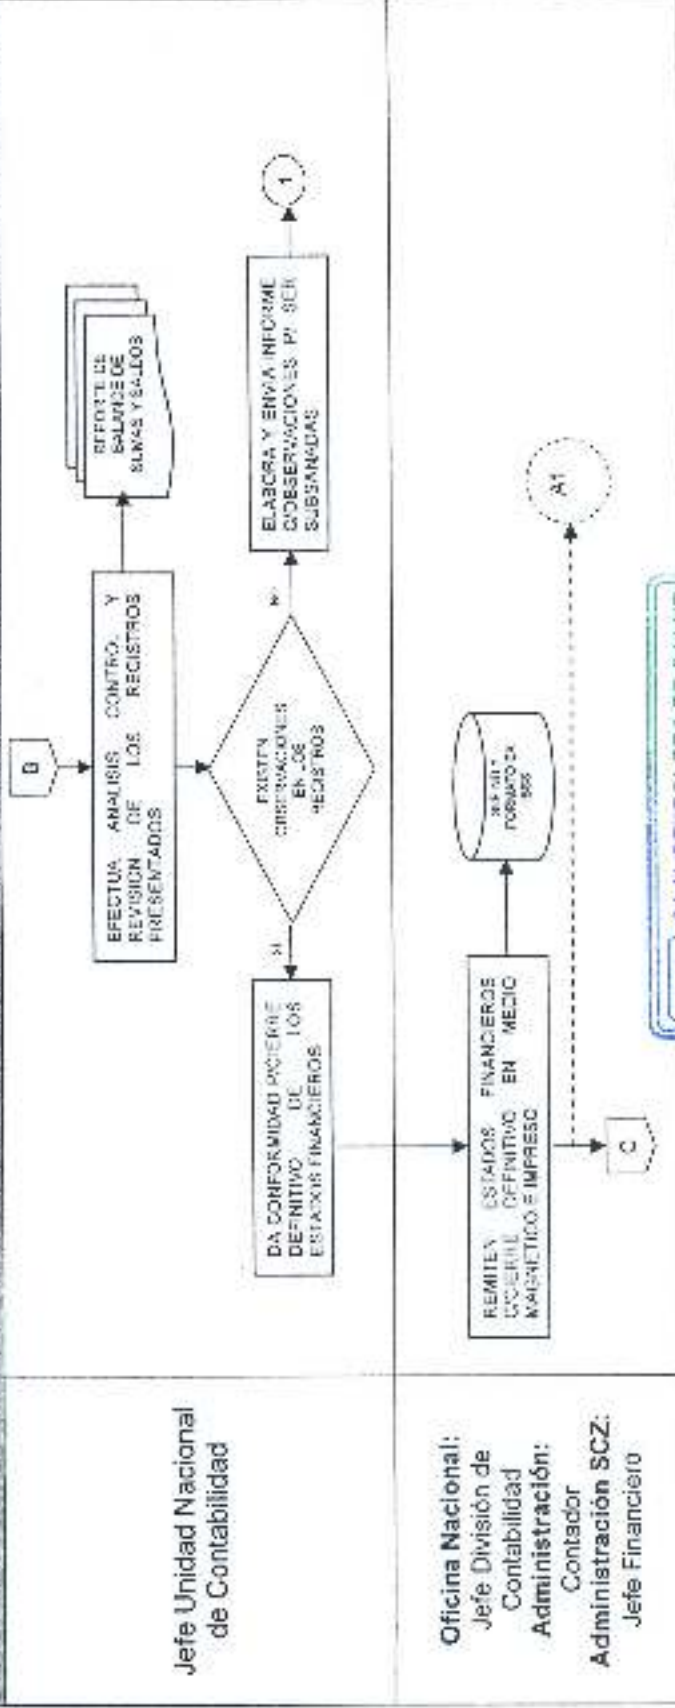 Jefe Unidad Nacional
de Contabilidad
B
EFECTUA ANALISIS CONTROL Y
REVISION DE LOS REGISTROS
PRESENTADOS
REPORTE DE
BALANCE DE
SUMAS Y SALDOS
EXISTEN
OBSERVACIONES
EN LOS
REGISTROS
SI
DA CONFORMIDAD P/CIERRE
DEFINITIVO DE LOS
ESTADOS FINANCIEROS
ELABORA Y ENVIA INFORME
C/OBSERVACIONES P/ SER
SUBSANADAS
1
Oficina Nacional:
Jefe División de
Contabilidad
Administración:
Contador
Administración SCZ:
Jefe Financiero
REMITEN ESTADOS FINANCIEROS
C/CIERRE DEFINITIVO EN MEDIO
MAGNETICO E IMPRESO
FORMATO
A1
C